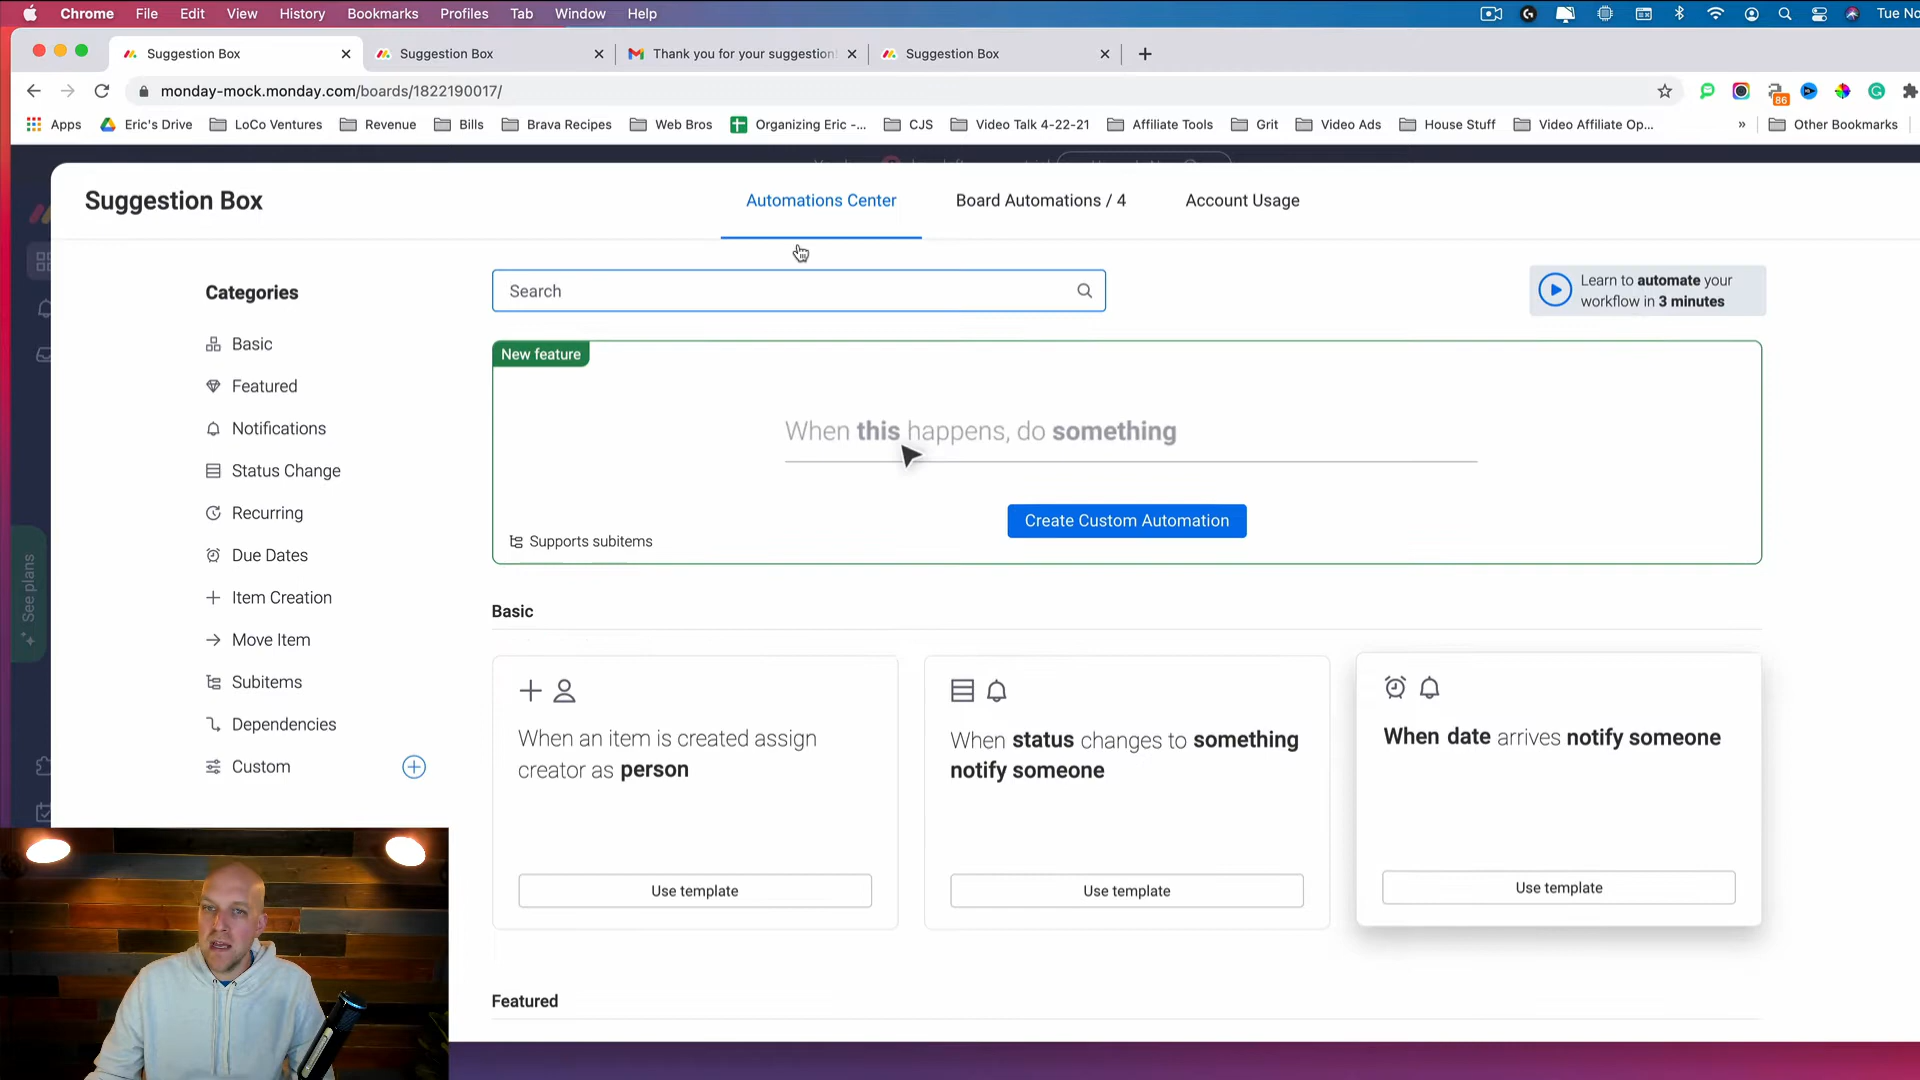 Chrome File Edit View History Bookmarks Profiles Tab Window Help Tue No
Suggestion Box Suggestion Box Thank you for your suggestion Suggestion Box
monday-mock.monday.com/boards/1822190017/
86
Apps Eric's Drive LoCo Ventures Revenue Bills Brava Recipes Web Bros Organizing Eric -... CJS Video Talk 4-22-21 Affiliate Tools Grit Video Ads House Stuff Video Affiliate Op... » Other Bookmarks
Suggestion Box
Automations Center Board Automations / 4 Account Usage
Categories
Basic
Featured
Notifications
Status Change
Recurring
Due Dates
Item Creation
Move Item
Subitems
Dependencies
Custom
See plans
Search
Learn to automate your
workflow in 3 minutes
New feature
When this happens, do something
Create Custom Automation
Supports subitems
Basic
When an item is created assign
creator as person
Use template
When status changes to something
notify someone
Use template
When date arrives notify someone
Use template
Featured